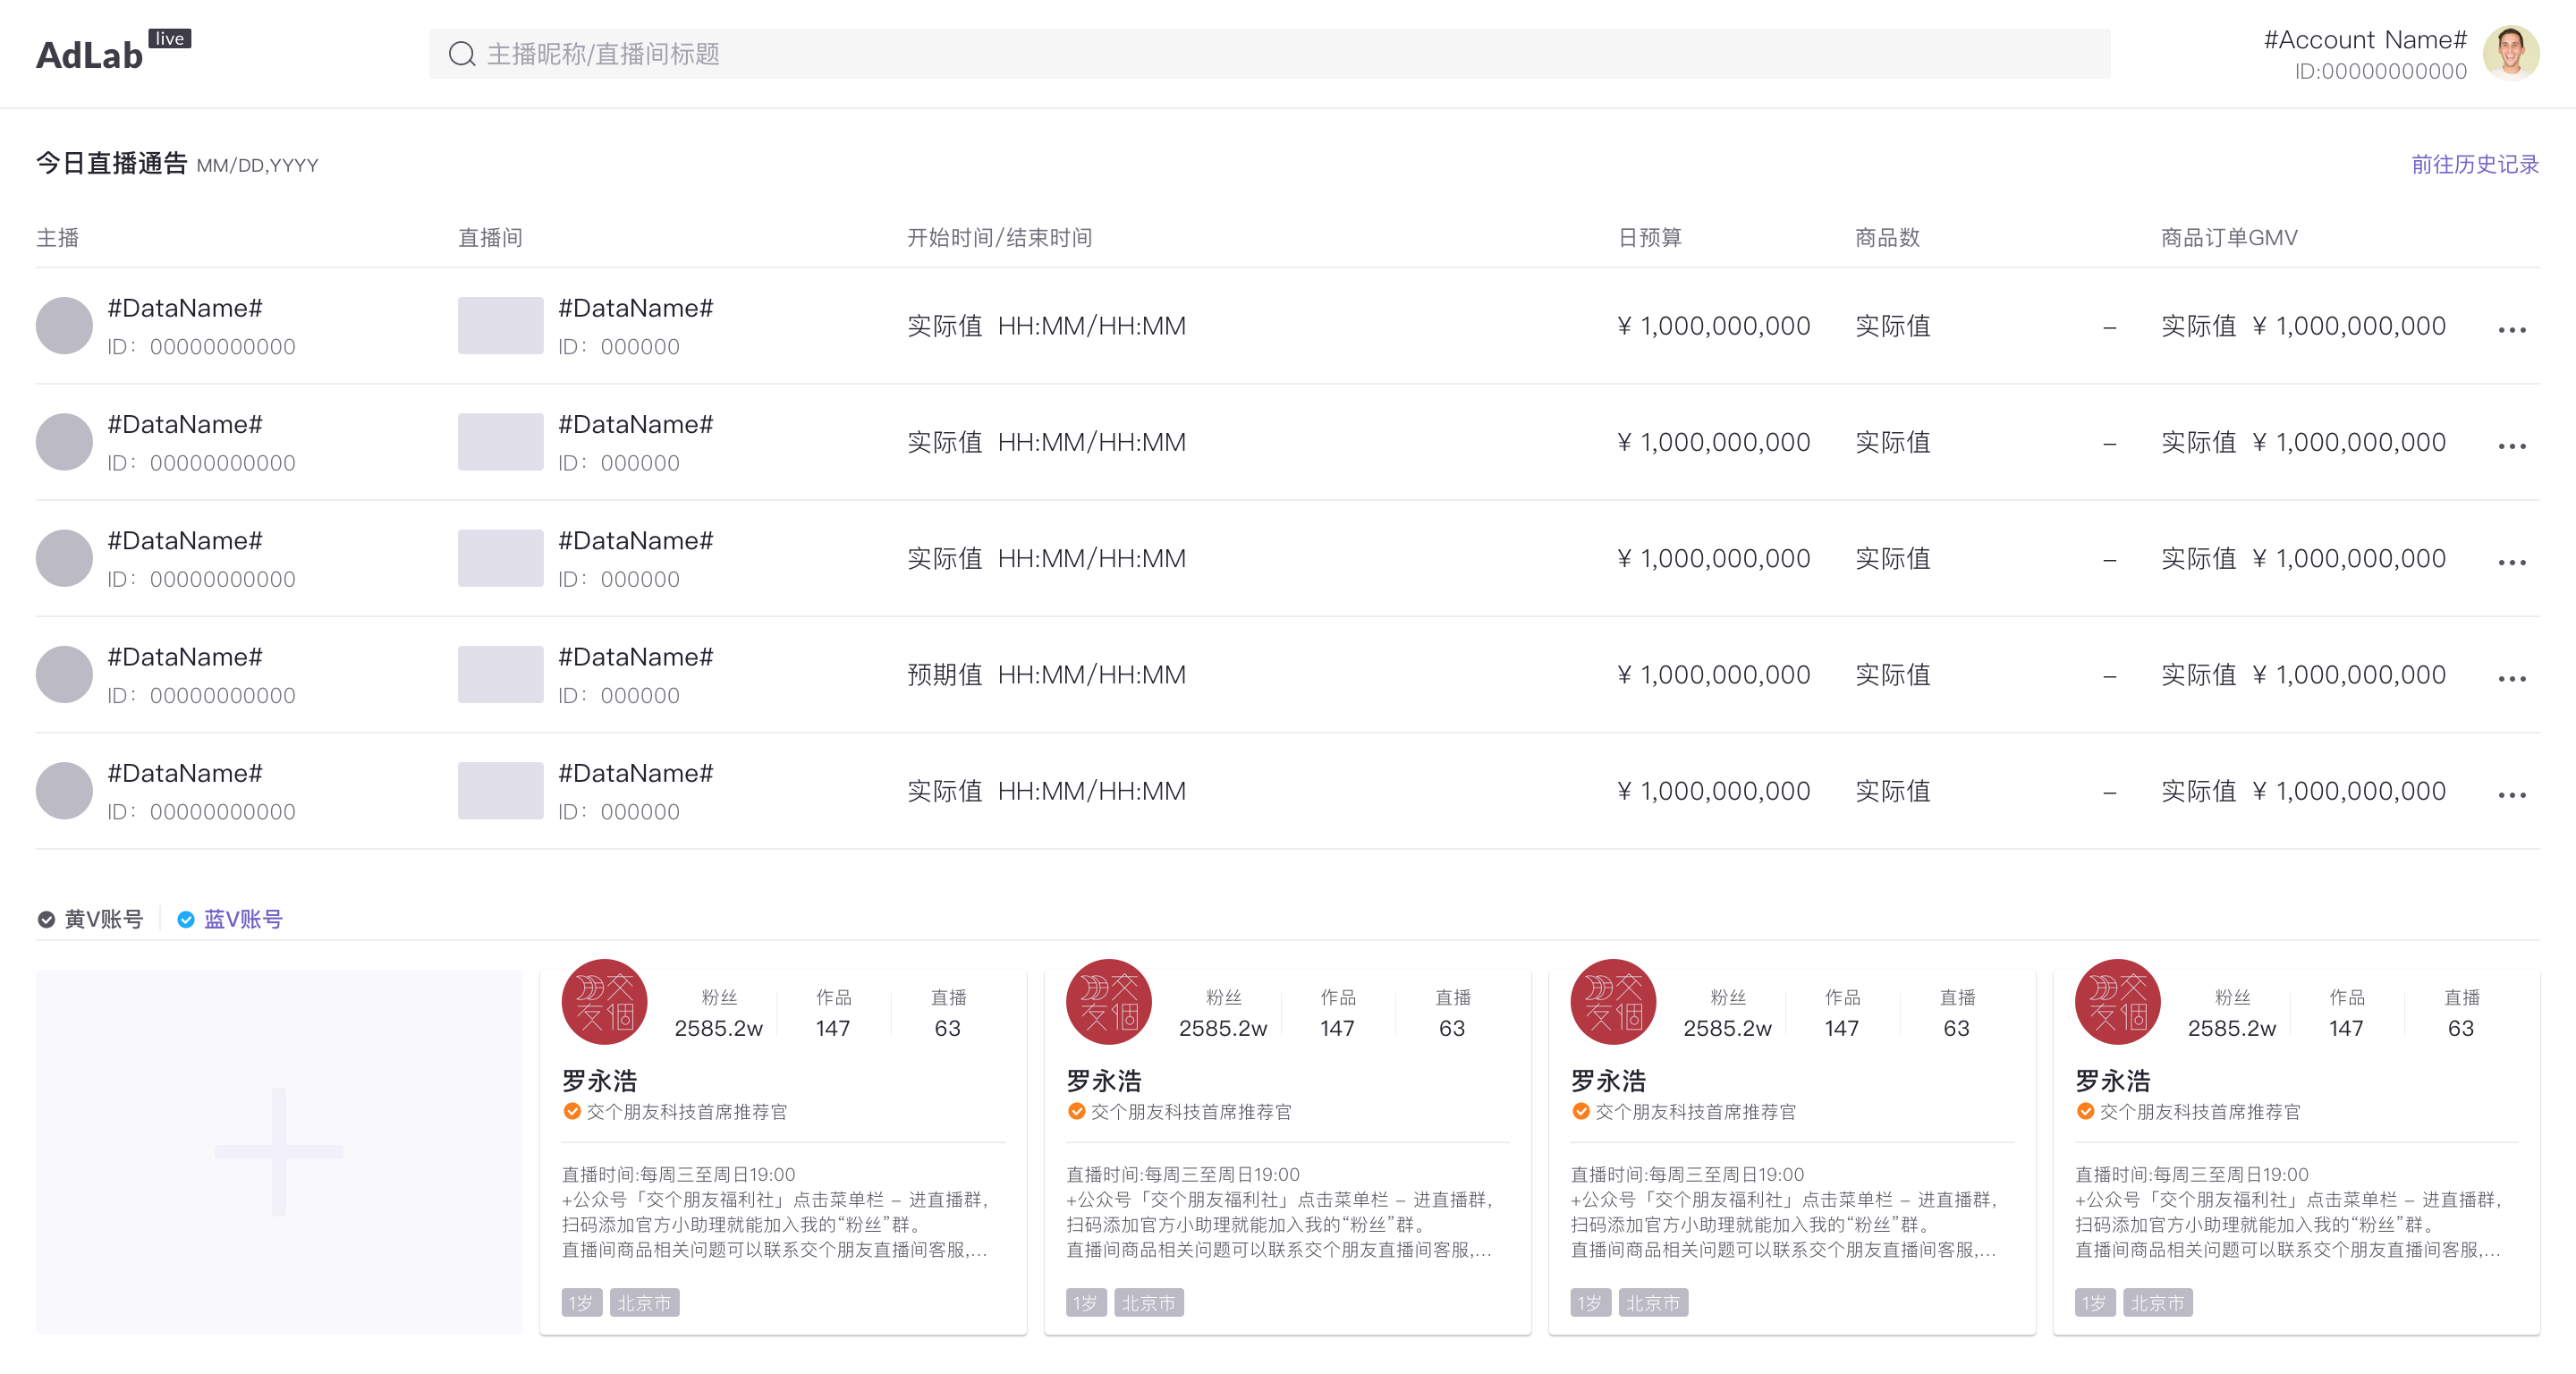 AdLab live
主播昵称/直播间标题
#Account Name#
ID:00000000000
今日直播通告 MM/DD,YYYY
前往历史记录
主播 直播间 开始时间/结束时间 日预算 商品数 商品订单GMV
#DataName# #DataName#
实际值 HH:MM/HH:MM ¥ 1,000,000,000 实际值 – 实际值 ¥ 1,000,000,000 ...
ID: 00000000000 ID: 000000
#DataName# #DataName#
实际值 HH:MM/HH:MM ¥ 1,000,000,000 实际值 – 实际值 ¥ 1,000,000,000 ...
ID: 00000000000 ID: 000000
#DataName# #DataName#
实际值 HH:MM/HH:MM ¥ 1,000,000,000 实际值 – 实际值 ¥ 1,000,000,000 ...
ID: 00000000000 ID: 000000
#DataName# #DataName#
预期值 HH:MM/HH:MM ¥ 1,000,000,000 实际值 – 实际值 ¥ 1,000,000,000 ...
ID: 00000000000 ID: 000000
#DataName# #DataName#
实际值 HH:MM/HH:MM ¥ 1,000,000,000 实际值 – 实际值 ¥ 1,000,000,000 ...
ID: 00000000000 ID: 000000
黄V账号 蓝V账号
交個
朋友
粉丝 作品 直播
2585.2w 147 63
罗永浩
交个朋友科技首席推荐官
直播时间:每周三至周日19:00
+公众号「交个朋友福利社」点击菜单栏 – 进直播群,
扫码添加官方小助理就能加入我的“粉丝”群。
直播间商品相关问题可以联系交个朋友直播间客服,...
1岁 北京市
交個
朋友
粉丝 作品 直播
2585.2w 147 63
罗永浩
交个朋友科技首席推荐官
直播时间:每周三至周日19:00
+公众号「交个朋友福利社」点击菜单栏 – 进直播群,
扫码添加官方小助理就能加入我的“粉丝”群。
直播间商品相关问题可以联系交个朋友直播间客服,...
1岁 北京市
交個
朋友
粉丝 作品 直播
2585.2w 147 63
罗永浩
交个朋友科技首席推荐官
直播时间:每周三至周日19:00
+公众号「交个朋友福利社」点击菜单栏 – 进直播群,
扫码添加官方小助理就能加入我的“粉丝”群。
直播间商品相关问题可以联系交个朋友直播间客服,...
1岁 北京市
交個
朋友
粉丝 作品 直播
2585.2w 147 63
罗永浩
交个朋友科技首席推荐官
直播时间:每周三至周日19:00
+公众号「交个朋友福利社」点击菜单栏 – 进直播群,
扫码添加官方小助理就能加入我的“粉丝”群。
直播间商品相关问题可以联系交个朋友直播间客服,...
1岁 北京市